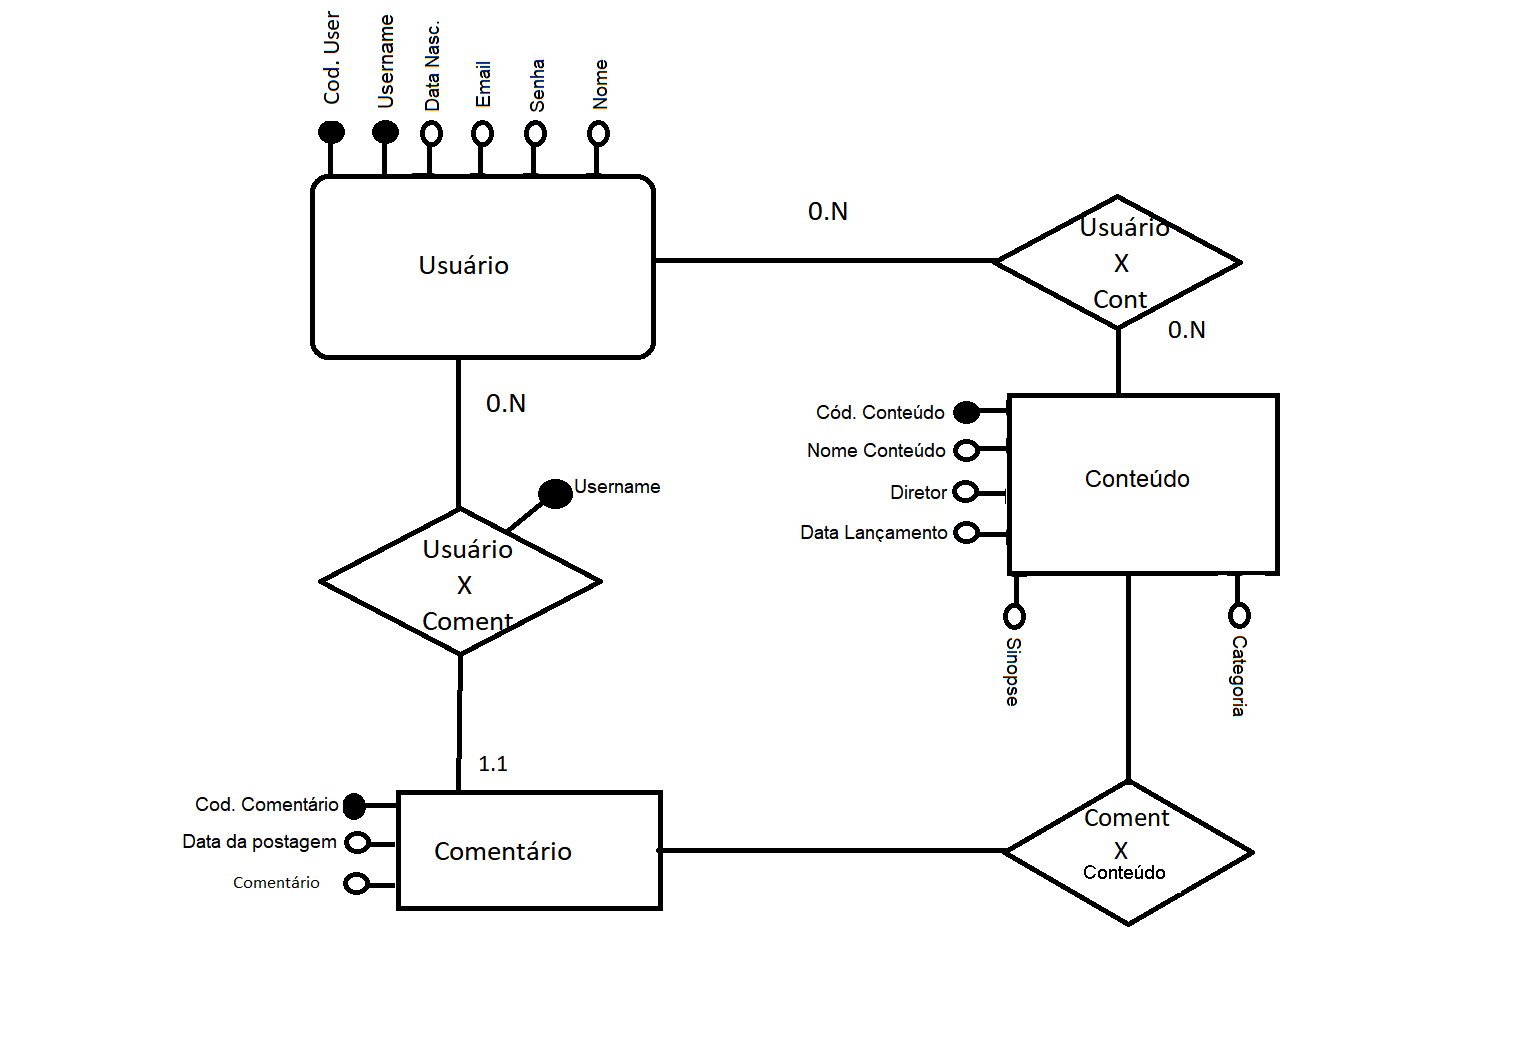 Cod. User
Username
Data Nasc.
Email
Senha
Nome
Usuário
0.N
Usuário
X
Cont
0.N
0.N
Cód. Conteúdo
Nome Conteúdo
Diretor
Data Lançamento
Conteúdo
Username
Usuário
X
Coment
Sinopse
Categoria
1.1
Cod. Comentário
Data da postagem
Comentário
Comentário
Coment
X
Conteúdo